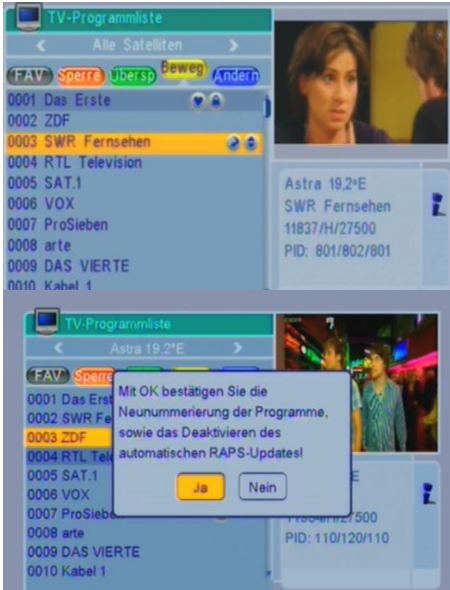 TV-Programmliste
Alle Satelliten
FAV Sperre Übersp Beweg Ändern
0001 Das Erste
0002 ZDF
0003 SWR Fernsehen
0004 RTL Television
0005 SAT.1
0006 VOX
0007 ProSieben
0008 arte
0009 DAS VIERTE
0010 Kabel 1
Astra 19,2°E
SWR Fernsehen
11837/H/27500
PID: 801/802/801
TV-Programmliste
Astra 19,2°E
FAV Sperre
0001 Das Erst
0002 SWR Fe
0003 ZDF
0004 RTL Tele
0005 SAT.1
0006 VOX
0007 ProSiebe
0008 arte
0009 DAS VIERTE
0010 Kabel 1
Mit OK bestätigen Sie die
Neunummerierung der Programme,
sowie das Deaktivieren des
automatischen RAPS-Updates!
Ja Nein
E
PID: 110/120/110